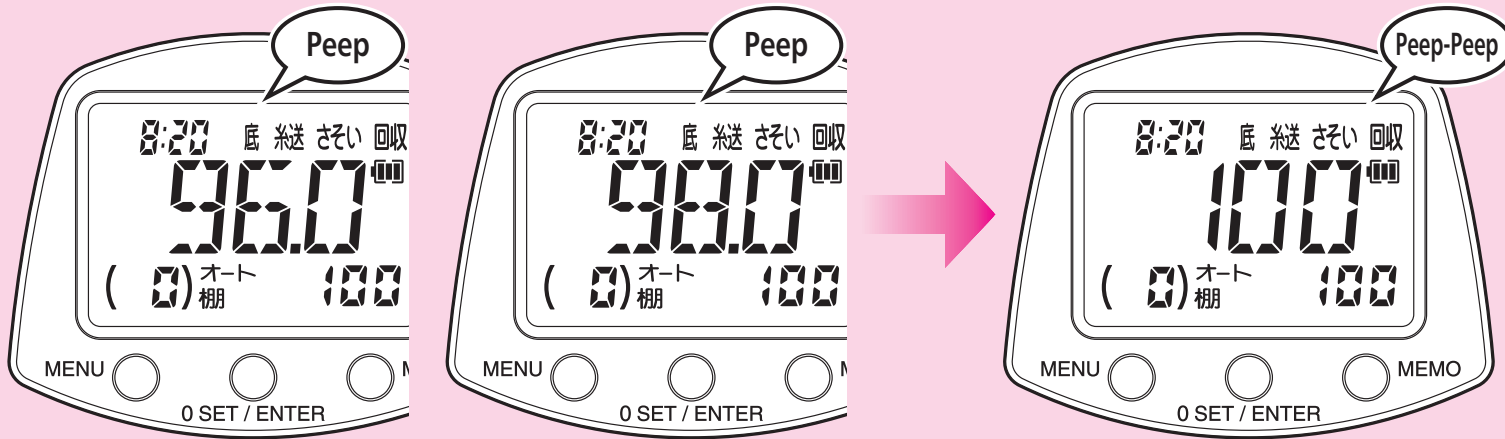 Peep
8:20 底 糸送 さそい 回収
96.0
( 0) オート棚 100
MENU
0 SET / ENTER
M
Peep
8:20 底 糸送 さそい 回収
98.0
( 0) オート棚 100
MENU
0 SET / ENTER
M
Peep-Peep
8:20 底 糸送 さそい 回収
100
( 0) オート棚 100
MENU
MEMO
0 SET / ENTER